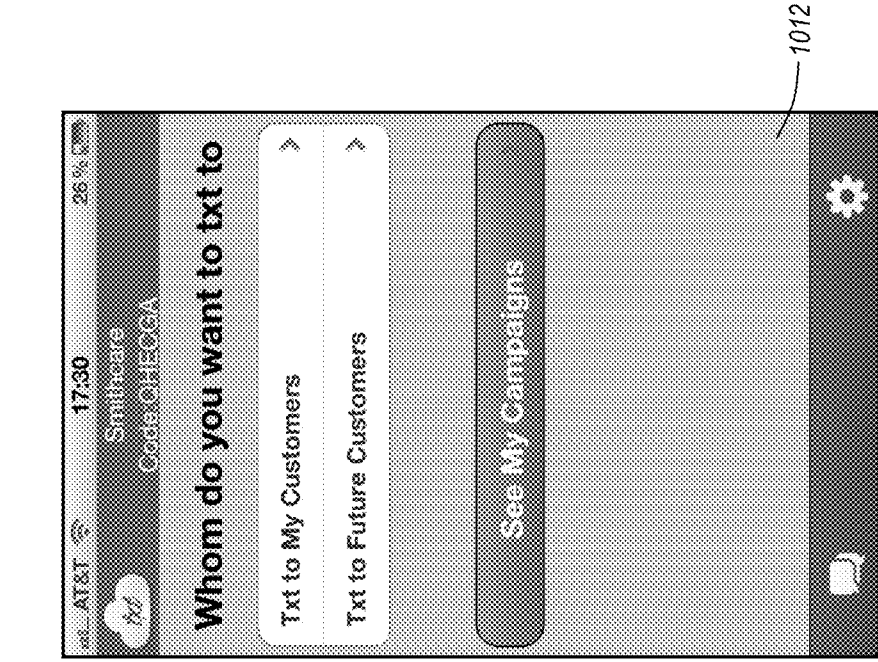 AT&T 17:30 26 %
txt
Smithcare
Code:CHECGA
Whom do you want to txt to
Txt to My Customers >
Txt to Future Customers >
See My Campaigns
1012